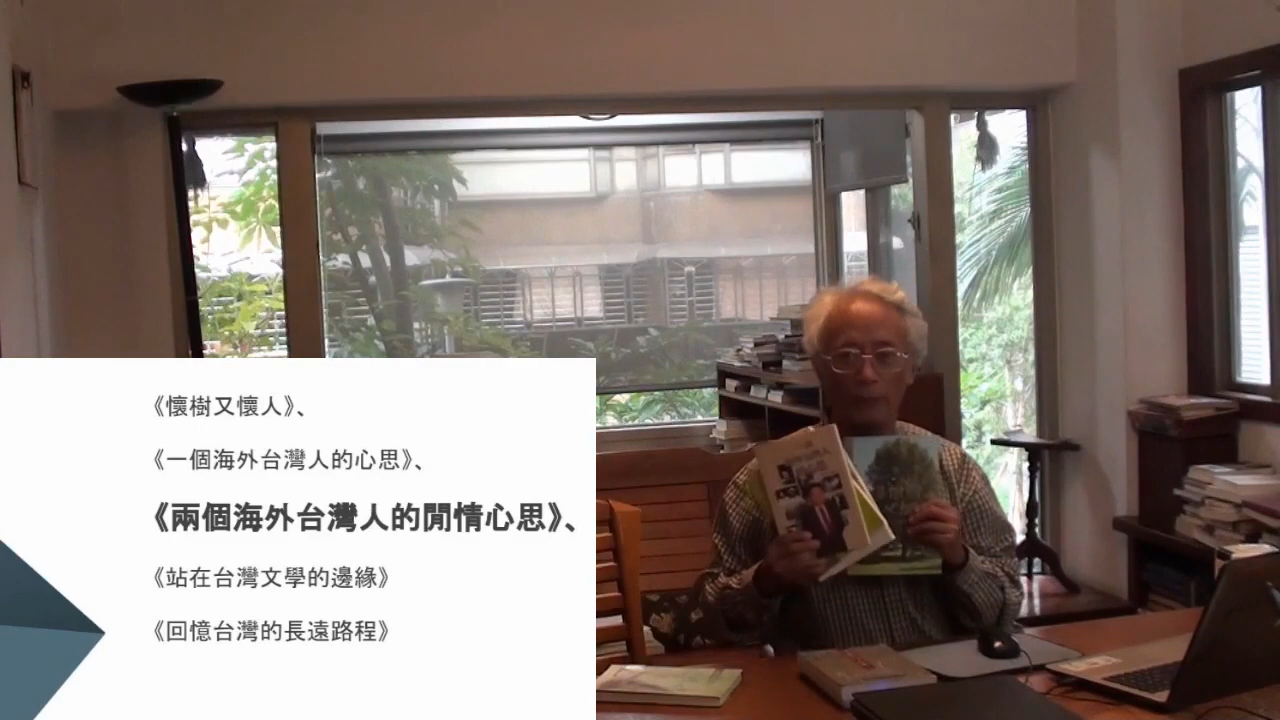 《懷樹又懷人》、
《一個海外台灣人的心思》、
《兩個海外台灣人的閒情心思》、
《站在台灣文學的邊緣》
《回憶台灣的長遠路程》